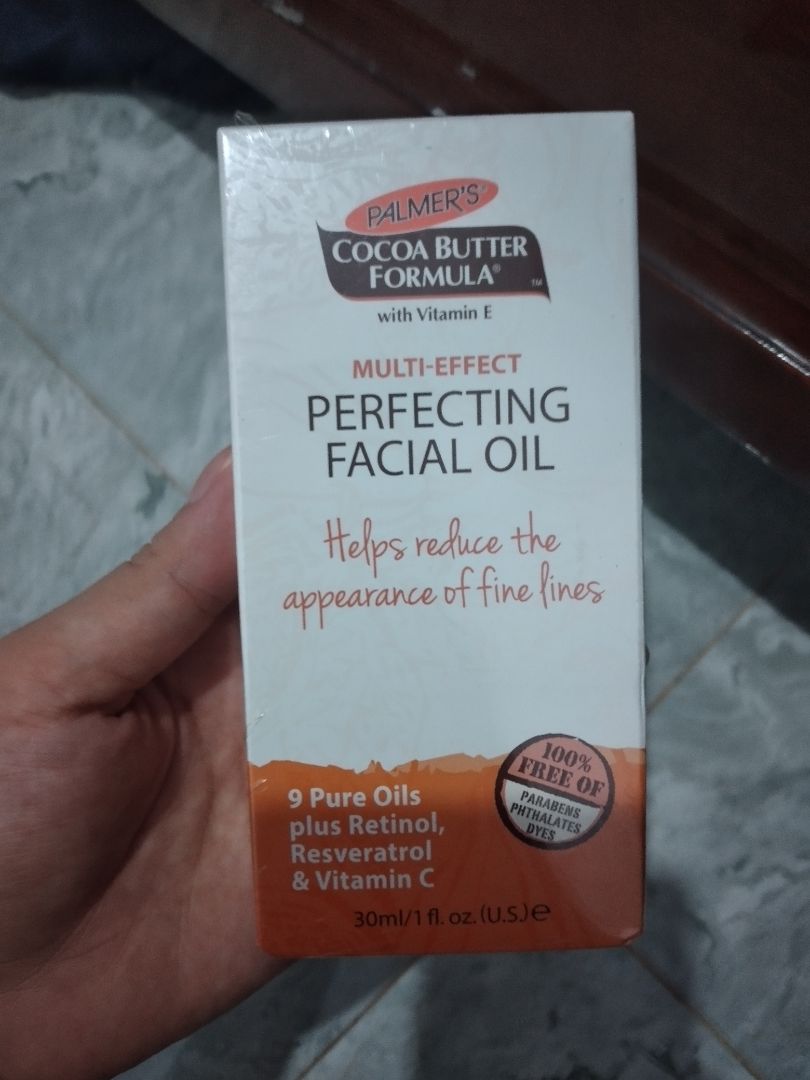 PALMER'S®
COCOA BUTTER
FORMULA®
™
with Vitamin E
MULTI-EFFECT
PERFECTING
FACIAL OIL
Helps reduce the
appearance of fine lines
100%
FREE OF
PARABENS
PHTHALATES
DYES
9 Pure Oils
plus Retinol,
Resveratrol
& Vitamin C
30ml/1 fl. oz. (U.S.) ℮